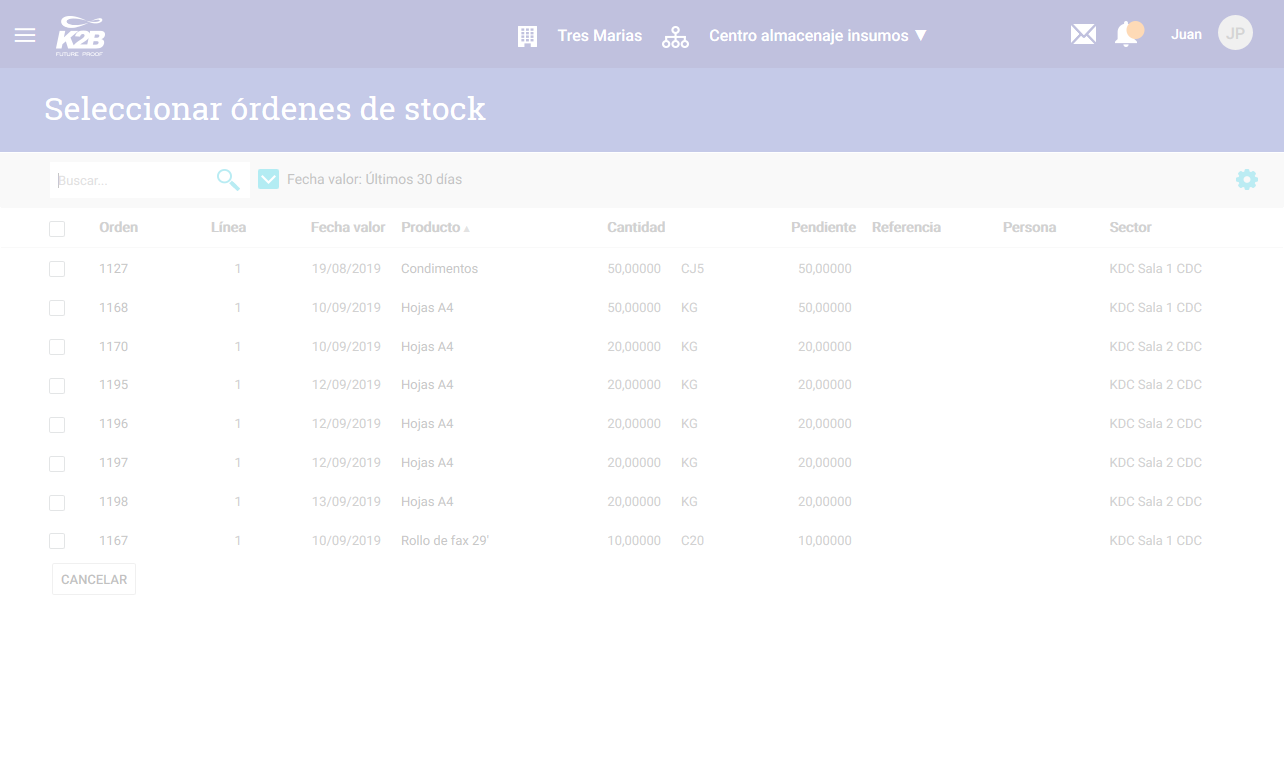 K2B
FUTURE PROOF
Tres Marias
Centro almacenaje insumos ▼
Juan
JP
Seleccionar órdenes de stock
Buscar...
Fecha valor: Últimos 30 días
Orden Línea Fecha valor Producto ▲ Cantidad Pendiente Referencia Persona Sector
1127 1 19/08/2019 Condimentos 50,00000 CJ5 50,00000 KDC Sala 1 CDC
1168 1 10/09/2019 Hojas A4 50,00000 KG 50,00000 KDC Sala 1 CDC
1170 1 10/09/2019 Hojas A4 20,00000 KG 20,00000 KDC Sala 2 CDC
1195 1 12/09/2019 Hojas A4 20,00000 KG 20,00000 KDC Sala 2 CDC
1196 1 12/09/2019 Hojas A4 20,00000 KG 20,00000 KDC Sala 2 CDC
1197 1 12/09/2019 Hojas A4 20,00000 KG 20,00000 KDC Sala 2 CDC
1198 1 13/09/2019 Hojas A4 20,00000 KG 20,00000 KDC Sala 2 CDC
1167 1 10/09/2019 Rollo de fax 29' 10,00000 C20 10,00000 KDC Sala 1 CDC
CANCELAR